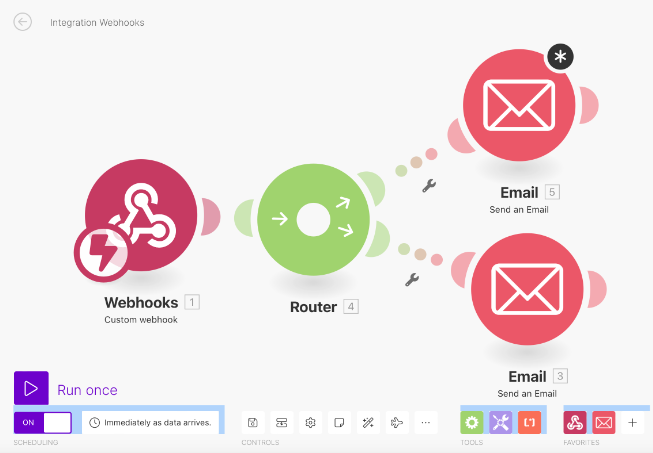 Integration Webhooks
Email 5
Send an Email
Webhooks 1
Custom webhook
Router 4
Email 3
Send an Email
Run once
ON
Immediately as data arrives.
SCHEDULING
CONTROLS
TOOLS
FAVORITES